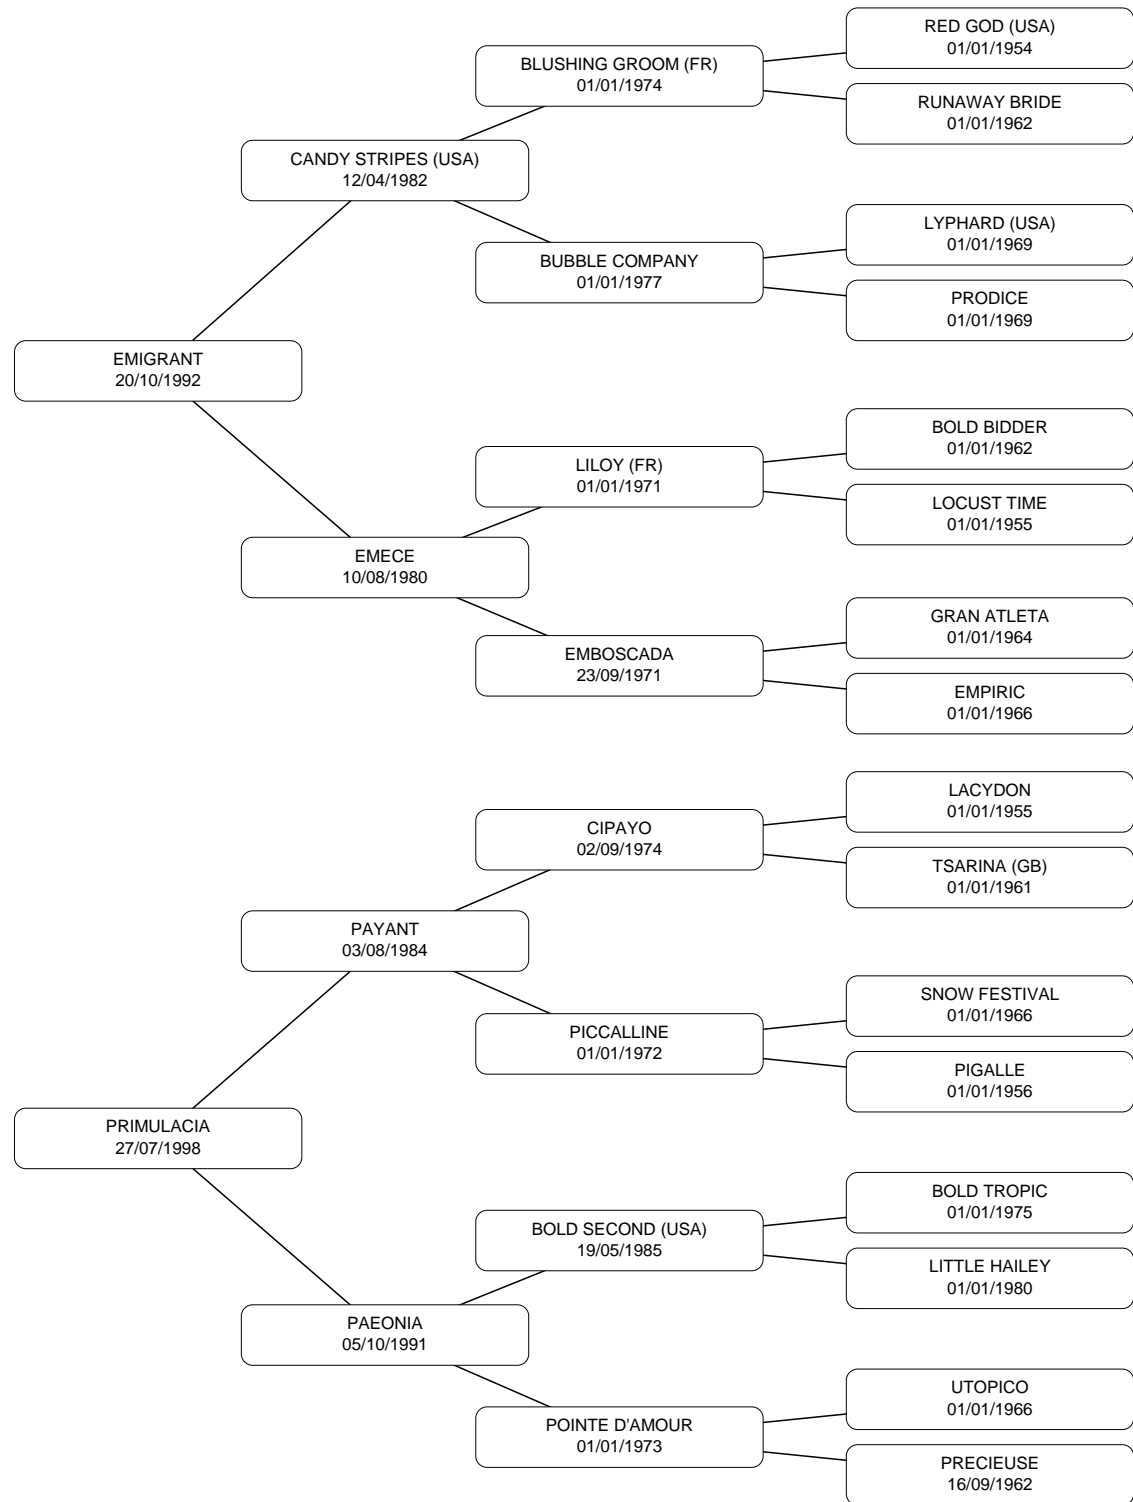 RED GOD (USA)
01/01/1954
BLUSHING GROOM (FR)
01/01/1974
RUNAWAY BRIDE
01/01/1962
CANDY STRIPES (USA)
12/04/1982
LYPHARD (USA)
01/01/1969
BUBBLE COMPANY
01/01/1977
PRODICE
01/01/1969
EMIGRANT
20/10/1992
BOLD BIDDER
01/01/1962
LILOY (FR)
01/01/1971
LOCUST TIME
01/01/1955
EMECE
10/08/1980
GRAN ATLETA
01/01/1964
EMBOSCADA
23/09/1971
EMPIRIC
01/01/1966
LACYDON
01/01/1955
CIPAYO
02/09/1974
TSARINA (GB)
01/01/1961
PAYANT
03/08/1984
SNOW FESTIVAL
01/01/1966
PICCALLINE
01/01/1972
PIGALLE
01/01/1956
PRIMULACIA
27/07/1998
BOLD TROPIC
01/01/1975
BOLD SECOND (USA)
19/05/1985
LITTLE HAILEY
01/01/1980
PAEONIA
05/10/1991
UTOPICO
01/01/1966
POINTE D'AMOUR
01/01/1973
PRECIEUSE
16/09/1962